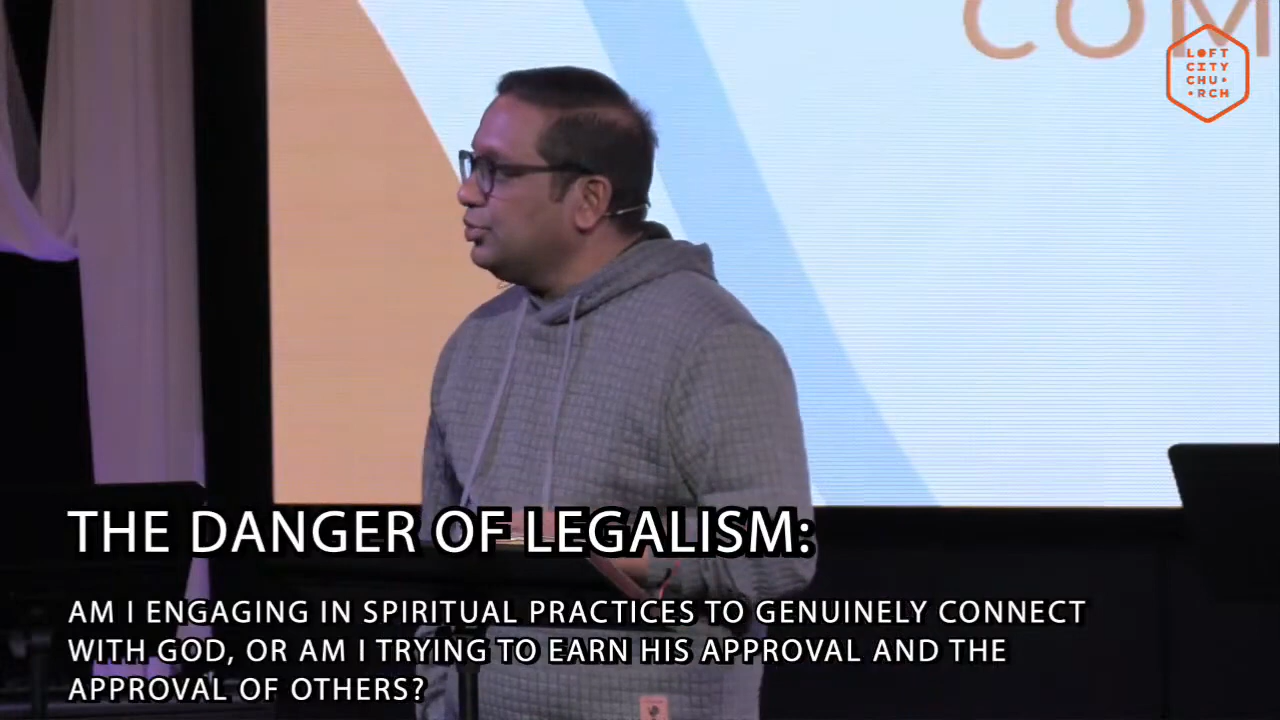 COM
LOFT
CITY
CHU•
•RCH
THE DANGER OF LEGALISM:
AM I ENGAGING IN SPIRITUAL PRACTICES TO GENUINELY CONNECT
WITH GOD, OR AM I TRYING TO EARN HIS APPROVAL AND THE
APPROVAL OF OTHERS?